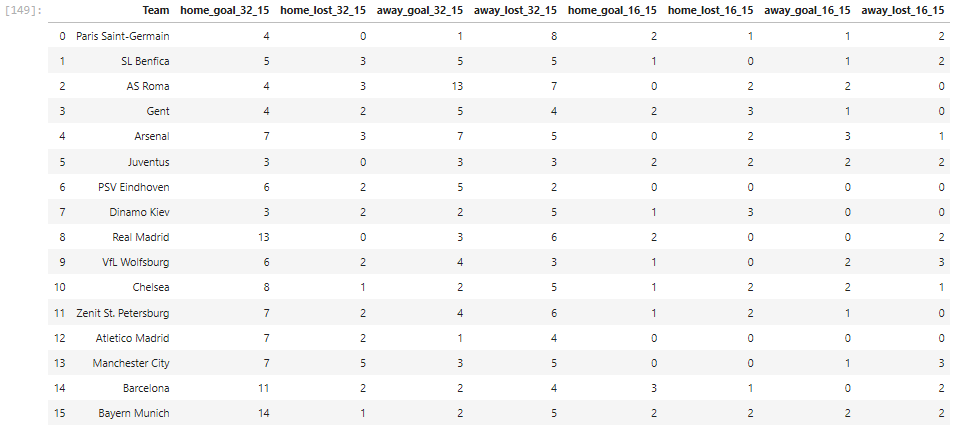 [149]: Team home_goal_32_15 home_lost_32_15 away_goal_32_15 away_lost_32_15 home_goal_16_15 home_lost_16_15 away_goal_16_15 away_lost_16_15
0 Paris Saint-Germain 4 0 1 8 2 1 1 2
1 SL Benfica 5 3 5 5 1 0 1 2
2 AS Roma 4 3 13 7 0 2 2 0
3 Gent 4 2 5 4 2 3 1 0
4 Arsenal 7 3 7 5 0 2 3 1
5 Juventus 3 0 3 3 2 2 2 2
6 PSV Eindhoven 6 2 5 2 0 0 0 0
7 Dinamo Kiev 3 2 2 5 1 3 0 0
8 Real Madrid 13 0 3 6 2 0 0 2
9 VfL Wolfsburg 6 2 4 3 1 0 2 3
10 Chelsea 8 1 2 5 1 2 2 1
11 Zenit St. Petersburg 7 2 4 6 1 2 1 0
12 Atletico Madrid 7 2 1 4 0 0 0 0
13 Manchester City 7 5 3 5 0 0 1 3
14 Barcelona 11 2 2 4 3 1 0 2
15 Bayern Munich 14 1 2 5 2 2 2 2